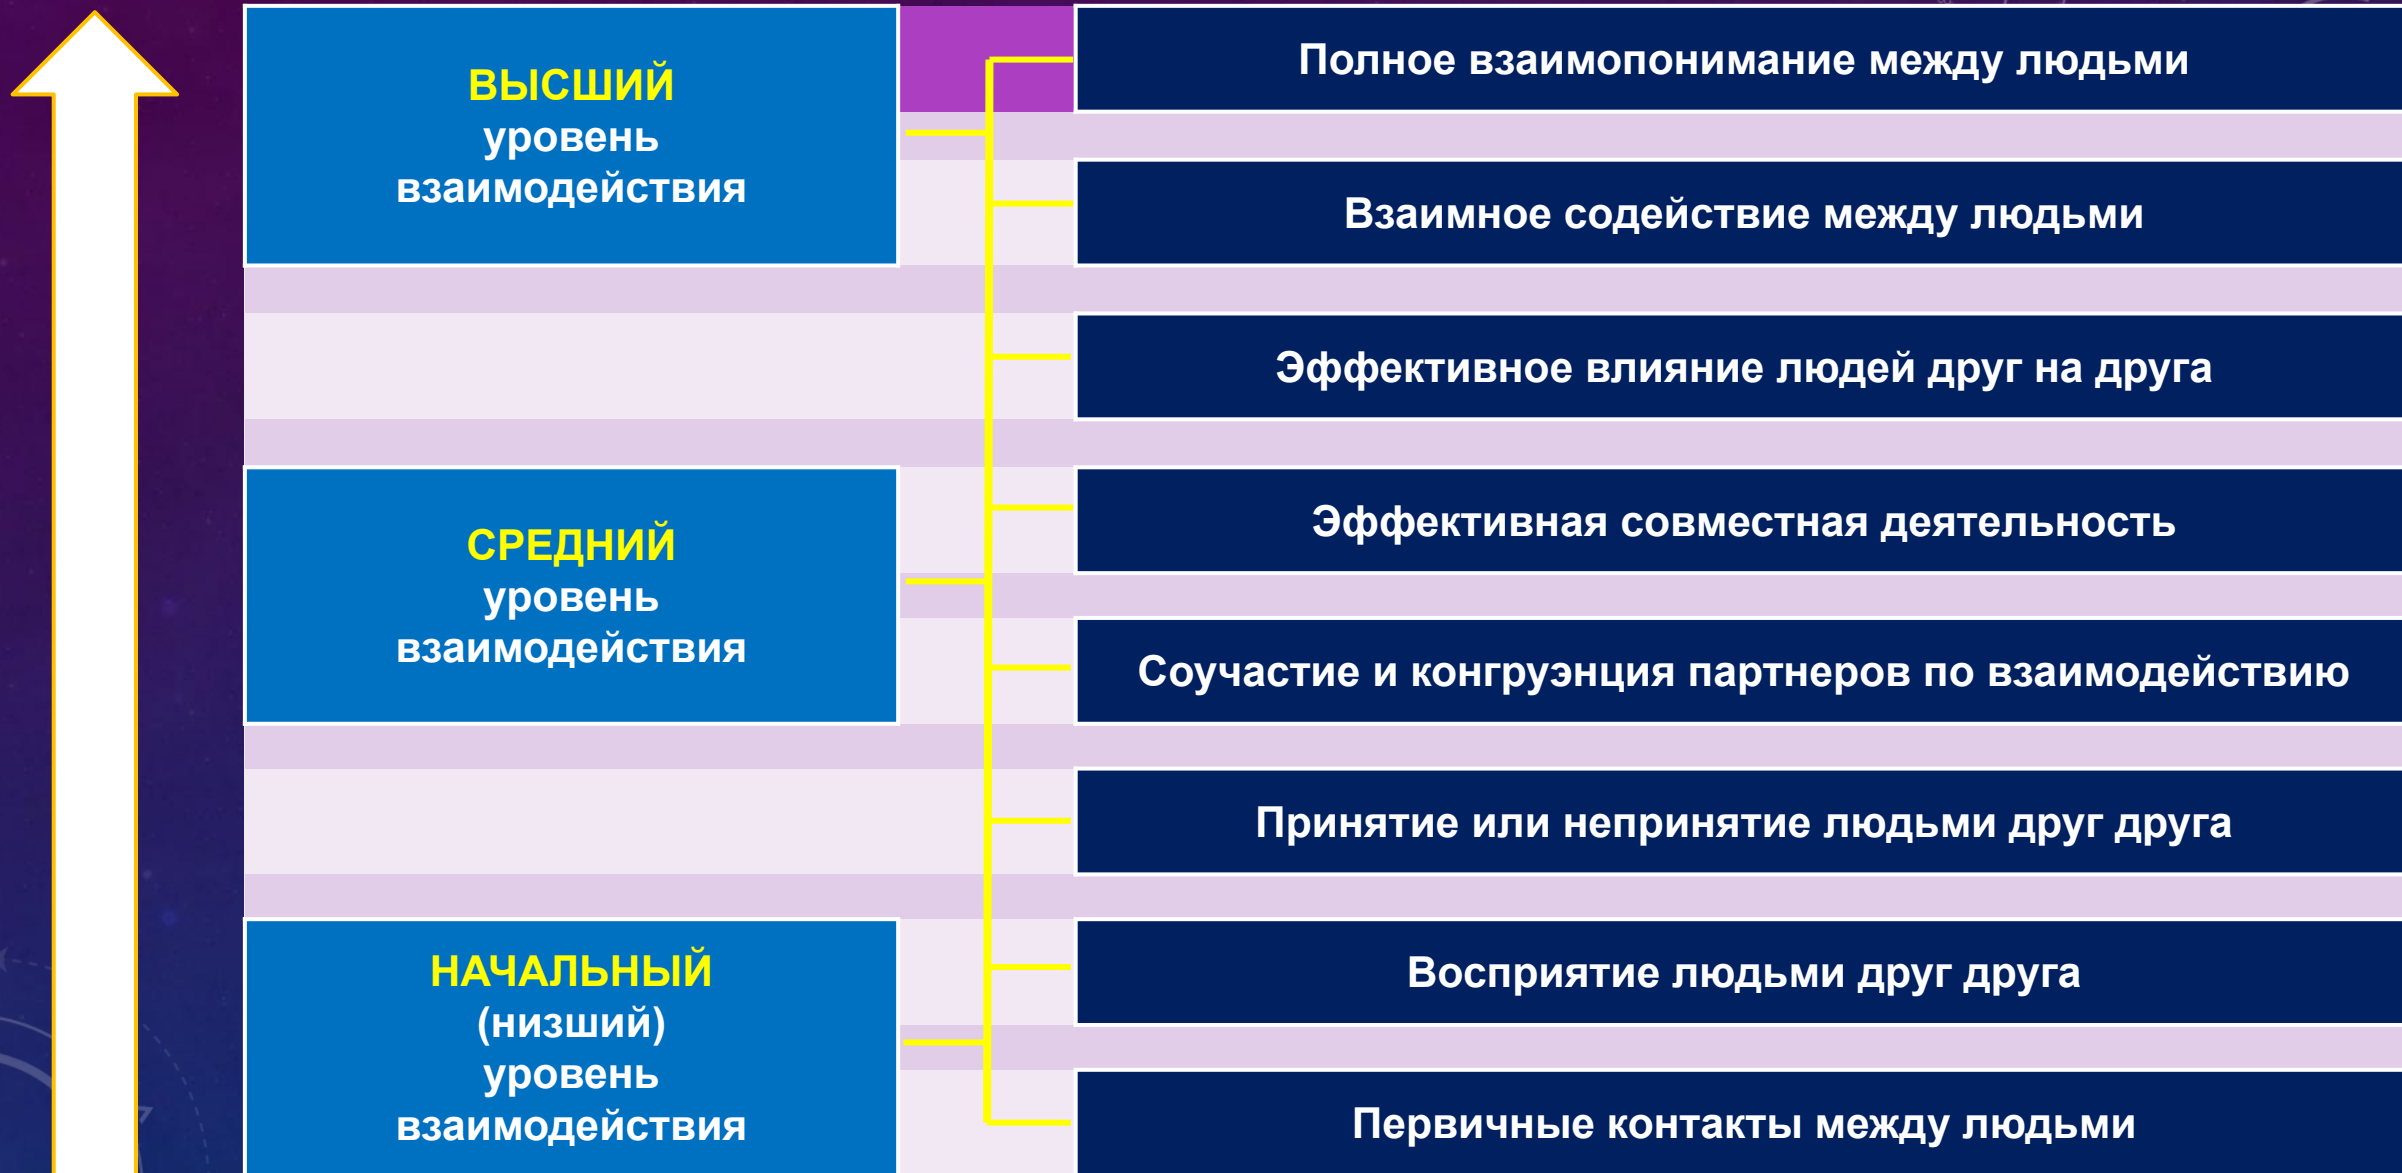 ВЫСШИЙ
уровень
взаимодействия
Полное взаимопонимание между людьми
Взаимное содействие между людьми
Эффективное влияние людей друг на друга
СРЕДНИЙ
уровень
взаимодействия
Эффективная совместная деятельность
Соучастие и конгруэнция партнеров по взаимодействию
Принятие или непринятие людьми друг друга
НАЧАЛЬНЫЙ
(низший)
уровень
взаимодействия
Восприятие людьми друг друга
Первичные контакты между людьми